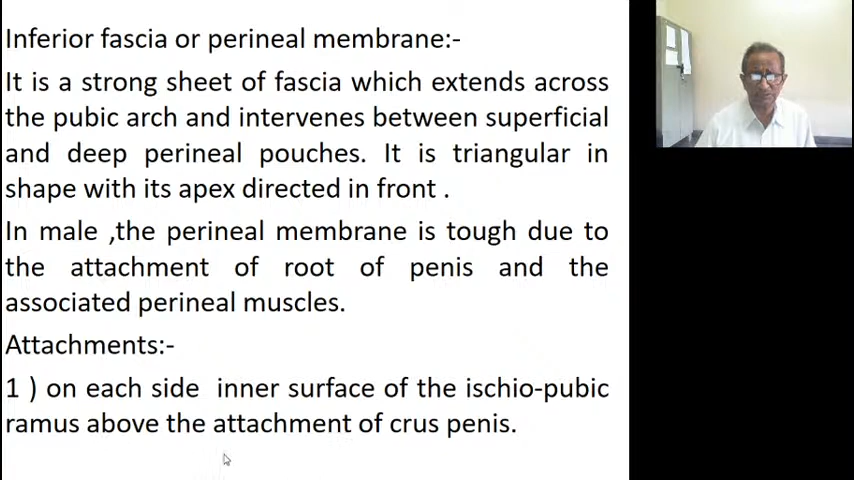 Inferior fascia or perineal membrane:-
It is a strong sheet of fascia which extends across
the pubic arch and intervenes between superficial
and deep perineal pouches. It is triangular in
shape with its apex directed in front .
In male ,the perineal membrane is tough due to
the attachment of root of penis and the
associated perineal muscles.
Attachments:-
1 ) on each side inner surface of the ischio-pubic
ramus above the attachment of crus penis.